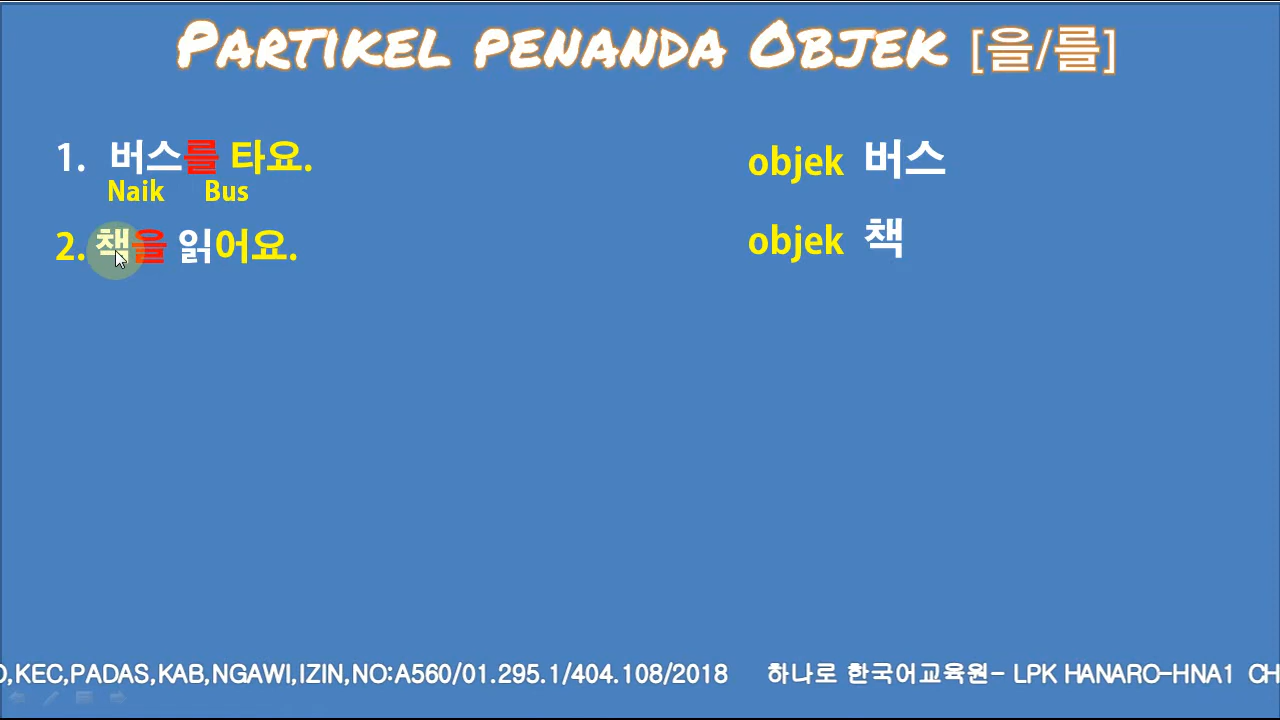 Partikel penanda Objek [을/를]
1. 버스를 타요.
objek 버스
Naik Bus
2. 책을 읽어요.
objek 책
,KEC,PADAS,KAB,NGAWI,IZIN,NO:A560/01.295.1/404.108/2018 하나로 한국어교육원- LPK HANARO-HNA1 CH